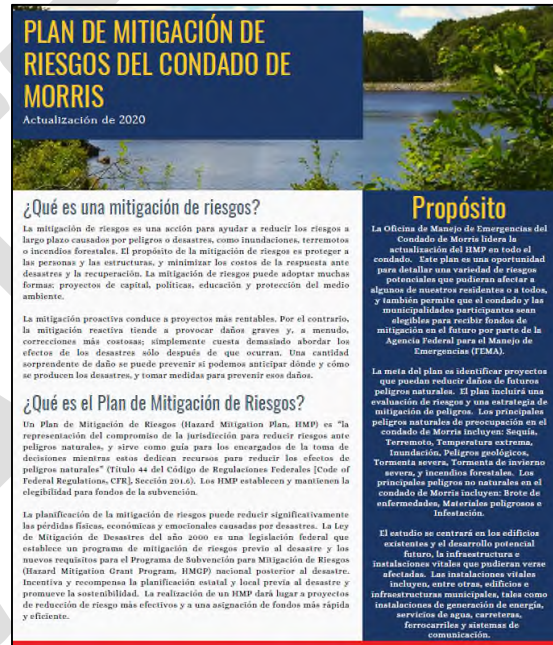 PLAN DE MITIGACIÓN DE
RIESGOS DEL CONDADO DE
MORRIS
Actualización de 2020
¿Qué es una mitigación de riesgos?
La mitigación de riesgos es una acción para ayudar a reducir los riesgos a
largo plazo causados por peligros o desastres, como inundaciones, terremotos
o incendios forestales. El propósito de la mitigación de riesgos es proteger a
las personas y las estructuras, y minimizar los costos de la respuesta ante
desastres y la recuperación. La mitigación de riesgos puede adoptar muchas
formas: proyectos de capital, políticas, educación y protección del medio
ambiente.
La mitigación proactiva conduce a proyectos más rentables. Por el contrario,
la mitigación reactiva tiende a provocar daños graves y, a menudo,
correcciones más costosas; simplemente cuesta demasiado abordar los
efectos de los desastres sólo después de que ocurran. Una cantidad
sorprendente de daño se puede prevenir si podemos anticipar dónde y cómo
se producen los desastres, y tomar medidas para prevenir esos daños.
¿Qué es el Plan de Mitigación de Riesgos?
Un Plan de Mitigación de Riesgos (Hazard Mitigation Plan, HMP) es "la
representación del compromiso de la jurisdicción para reducir riesgos ante
peligros naturales, y sirve como guía para los encargados de la toma de
decisiones mientras estos dedican recursos para reducir los efectos de
peligros naturales" (Título 44 del Código de Regulaciones Federales [Code of
Federal Regulations, CFR], Sección 201.6). Los HMP establecen y mantienen la
elegibilidad para fondos de la subvención.
La planificación de la mitigación de riesgos puede reducir significativamente
las pérdidas físicas, económicas y emocionales causadas por desastres. La Ley
de Mitigación de Desastres del año 2000 es una legislación federal que
establece un programa de mitigación de riesgos previo al desastre y los
nuevos requisitos para el Programa de Subvención para Mitigación de Riesgos
(Hazard Mitigation Grant Program, HMGP) nacional posterior al desastre.
Incentiva y recompensa la planificación estatal y local previa al desastre y
promueve la sostenibilidad. La realización de un HMP dará lugar a proyectos
de reducción de riesgo más efectivos y a una asignación de fondos más rápida
y eficiente.
Propósito
La Oficina de Manejo de Emergencias del
Condado de Morris lidera la
actualización del HMP en todo el
condado. Este plan es una oportunidad
para detallar una variedad de riesgos
potenciales que pudieran afectar a
algunos de nuestros residentes o a todos,
y también permite que el condado y las
municipalidades participantes sean
elegibles para recibir fondos de
mitigación en el futuro por parte de la
Agencia Federal para el Manejo de
Emergencias (FEMA).
La meta del plan es identificar proyectos
que puedan reducir daños de futuros
peligros naturales. El plan incluirá una
evaluación de riesgos y una estrategia de
mitigación de peligros. Los principales
peligros naturales de preocupación en el
condado de Morris incluyen: Sequía,
Terremoto, Temperatura extrema,
Inundación, Peligros geológicos,
Tormenta severa, Tormenta de invierno
severa, y incendios forestales. Los
principales peligros no naturales en el
condado de Morris incluyen: Brote de
enfermedades, Materiales peligrosos e
Infestación.
El estudio se centrará en los edificios
existentes y el desarrollo potencial
futuro, la infraestructura e
instalaciones vitales que pudieran verse
afectadas. Las instalaciones vitales
incluyen, entre otras, edificios e
infraestructuras municipales, tales como
instalaciones de generación de energía,
servicios de agua, carreteras,
ferrocarriles y sistemas de
comunicación.